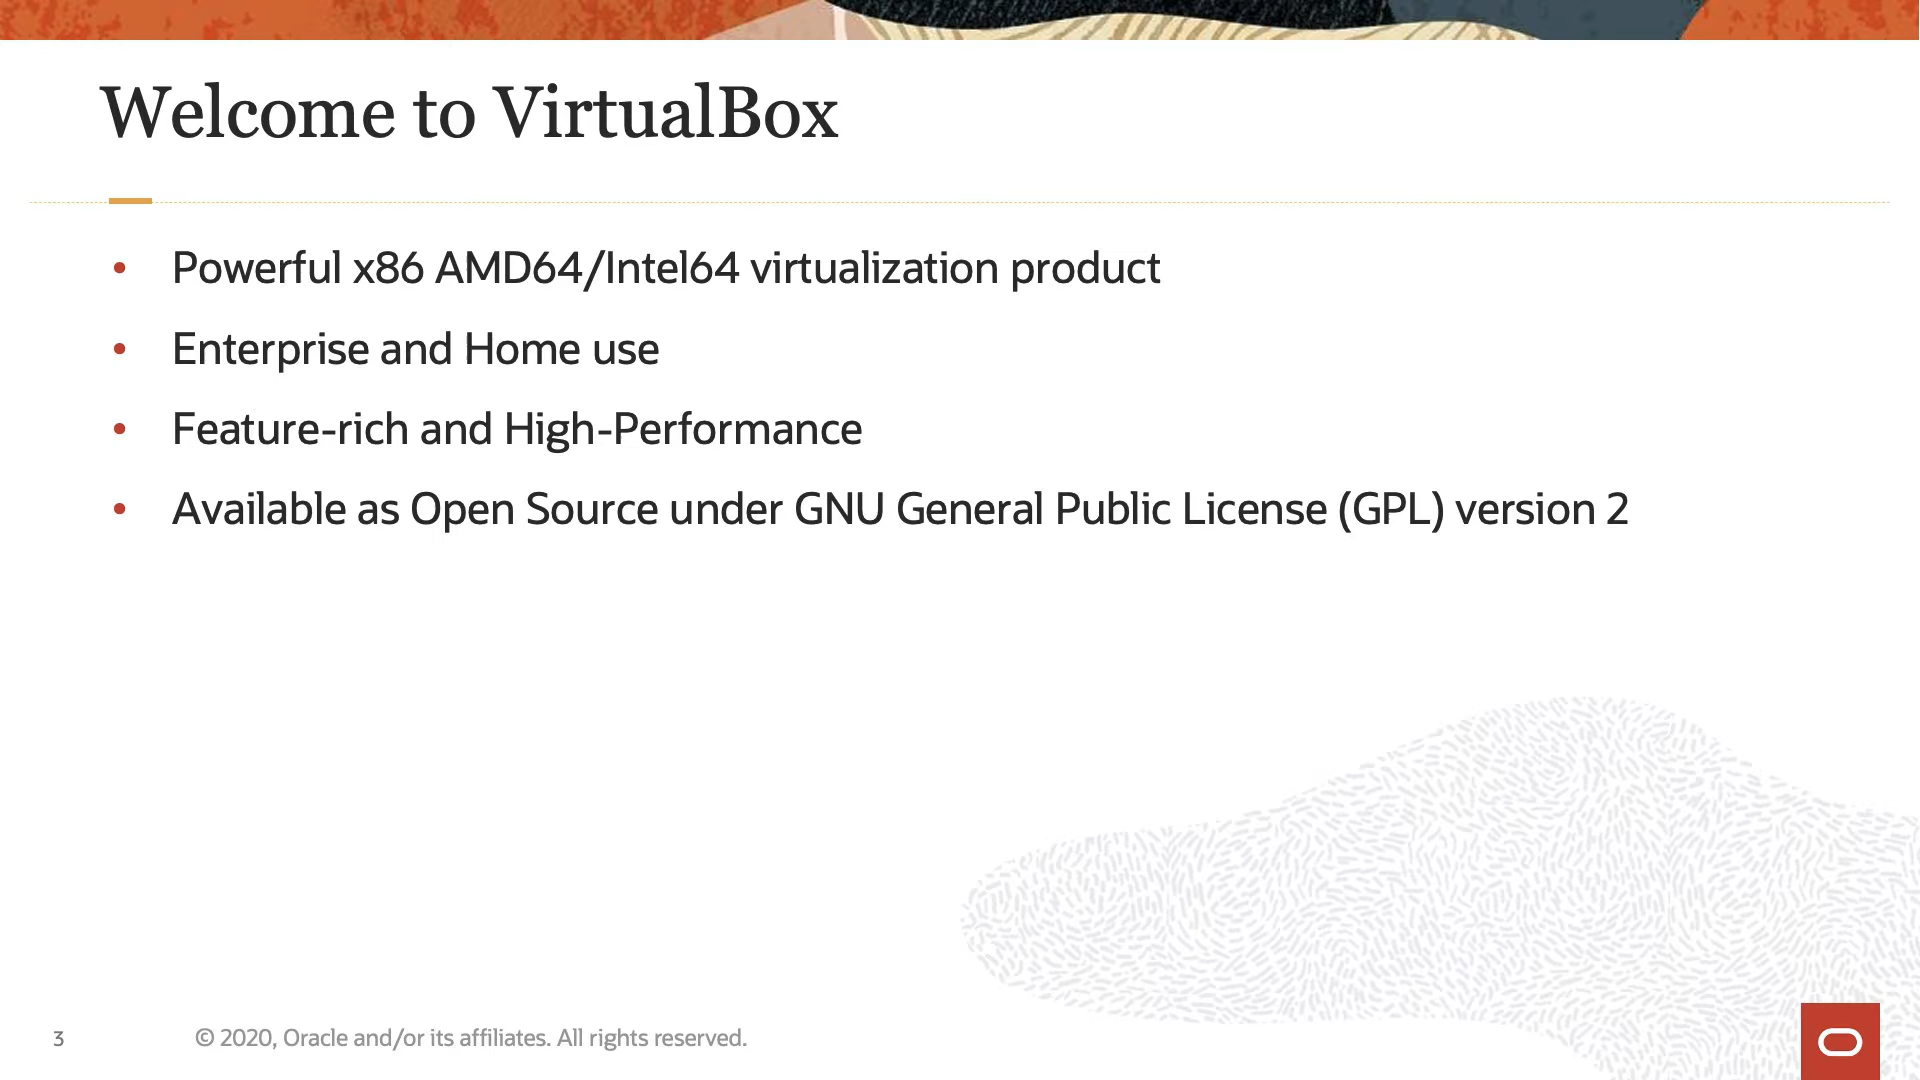 Welcome to VirtualBox
• Powerful x86 AMD64/Intel64 virtualization product
• Enterprise and Home use
• Feature-rich and High-Performance
• Available as Open Source under GNU General Public License (GPL) version 2
3 © 2020, Oracle and/or its affiliates. All rights reserved.